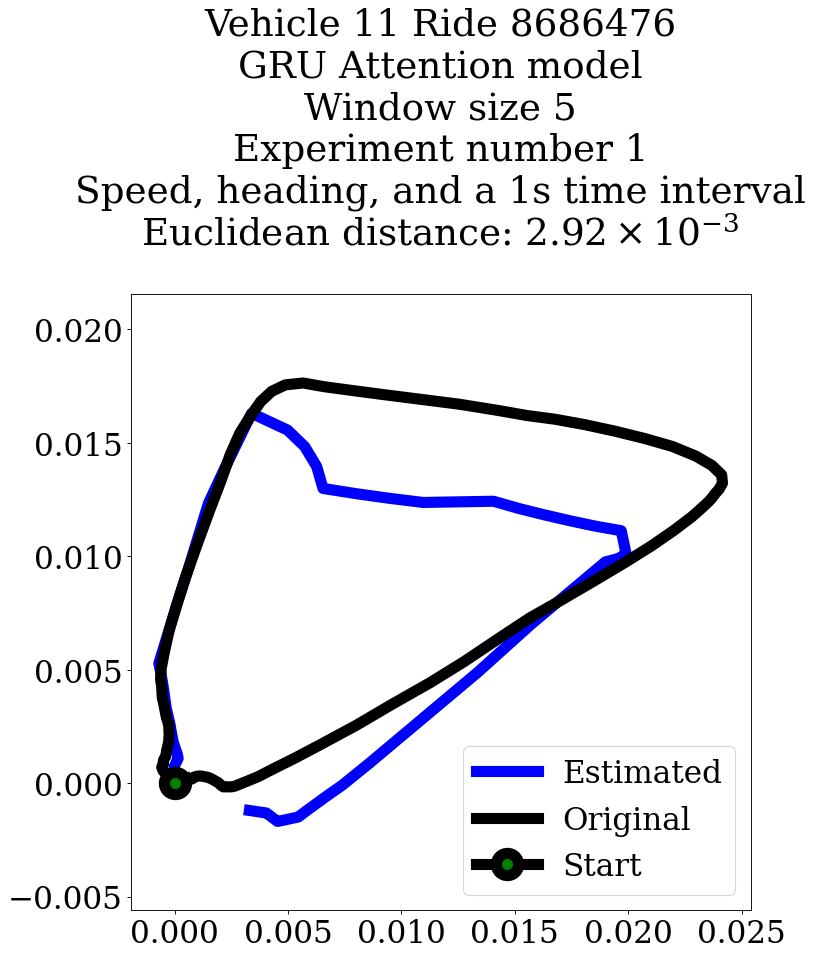 Vehicle 11 Ride 8686476
GRU Attention model
Window size 5
Experiment number 1
Speed, heading, and a 1s time interval
Euclidean distance: 2.92 × 10⁻³
0.020
0.015
0.010
0.005
0.000
−0.005
Estimated
Original
Start
0.000 0.005 0.010 0.015 0.020 0.025